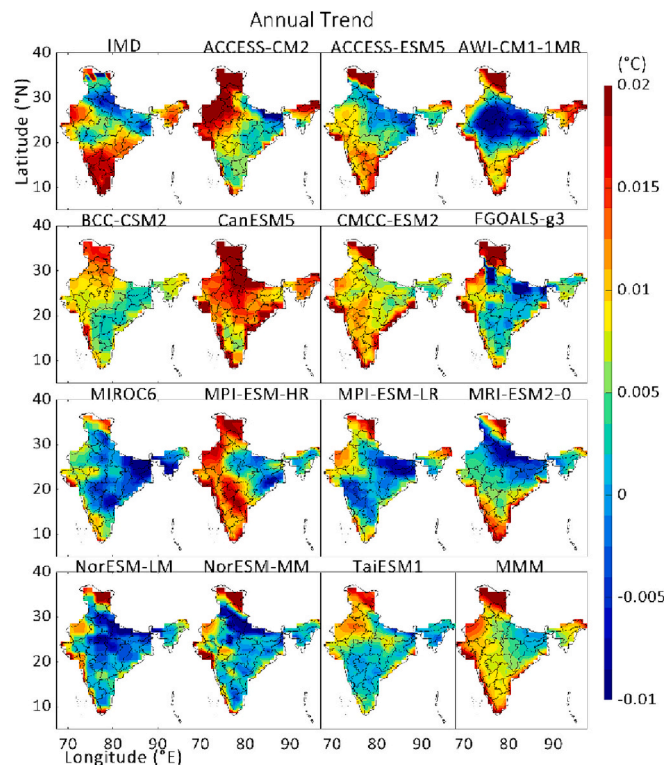 Annual Trend
IMD ACCESS-CM2 ACCESS-ESM5 AWI-CM1-1MR
(°C)
40
30
20
10
Latitude (°N)
0.02
0.015
0.01
0.005
0
-0.005
-0.01
BCC-CSM2 CanESM5 CMCC-ESM2 FGOALS-g3
40
30
20
10
MIROC6 MPI-ESM-HR MPI-ESM-LR MRI-ESM2-0
40
30
20
10
NorESM-LM NorESM-MM TaiESM1 MMM
40
30
20
10
70 80 90 70 80 90 70 80 90 70 80 90
Longitude (°E)